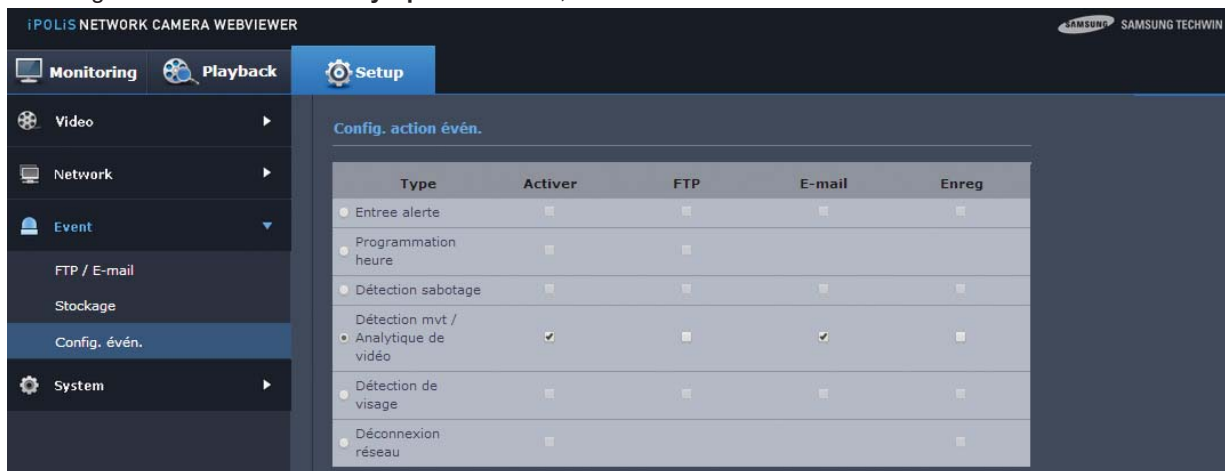 iPOLiS NETWORK CAMERA WEBVIEWER
SAMSUNG SAMSUNG TECHWIN
Monitoring Playback Setup
Video
Network
Event
FTP / E-mail
Stockage
Config. évén.
System
Config. action évén.
Type Activer FTP E-mail Enreg
Entree alerte
Programmation
heure
Détection sabotage
Détection mvt /
Analytique de
vidéo
Détection de
visage
Déconnexion
réseau